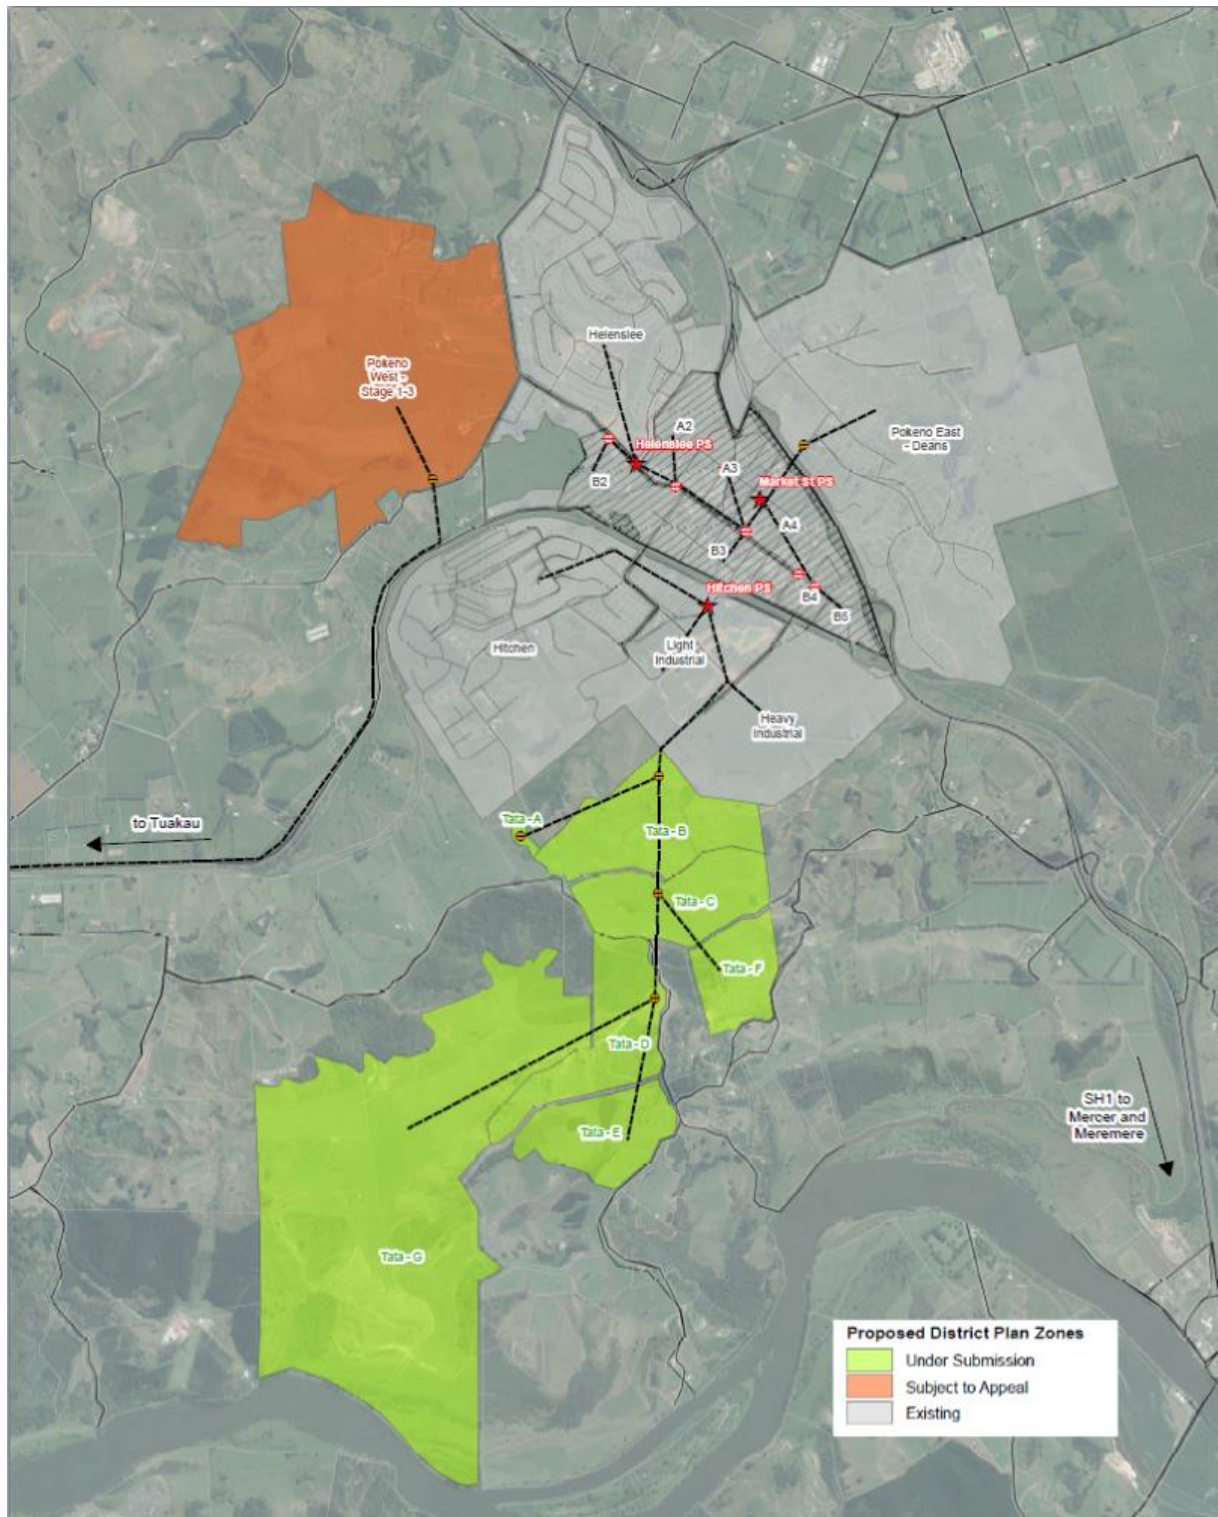 Helenslee
Pokeno
West -
Stage 1-3
A2
Pokeno East
- Deans
Helenslee PS
A3
B2
Market St PS
A4
B3
Hitchen PS
B4
B5
Hitchen
Light
Industrial
Heavy
Industrial
to Tuakau
Tata - A
Tata - B
Tata - C
Tata - F
Tata - D
SH1 to
Mercer and
Meremere
Tata - E
Tata - G
Proposed District Plan Zones
Under Submission
Subject to Appeal
Existing